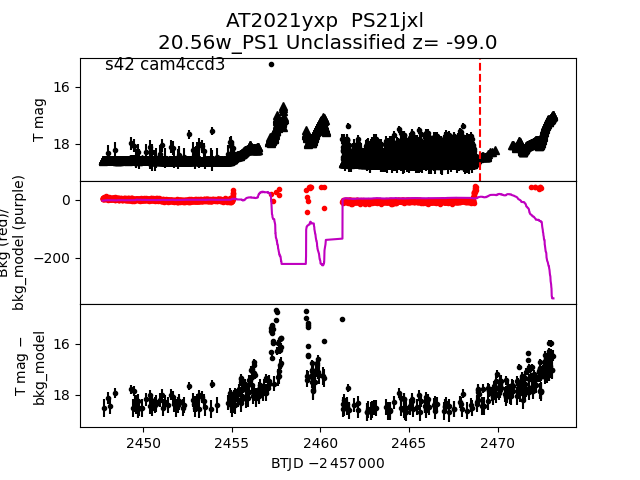 AT2021yxp  PS21jxl
20.56w_PS1 Unclassified z= -99.0
s42 cam4ccd3
T mag
16
18
Bkg (red)/
bkg_model (purple)
0
−200
T mag −
bkg_model
16
18
2450
2455
2460
2465
2470
BTJD −2 457 000